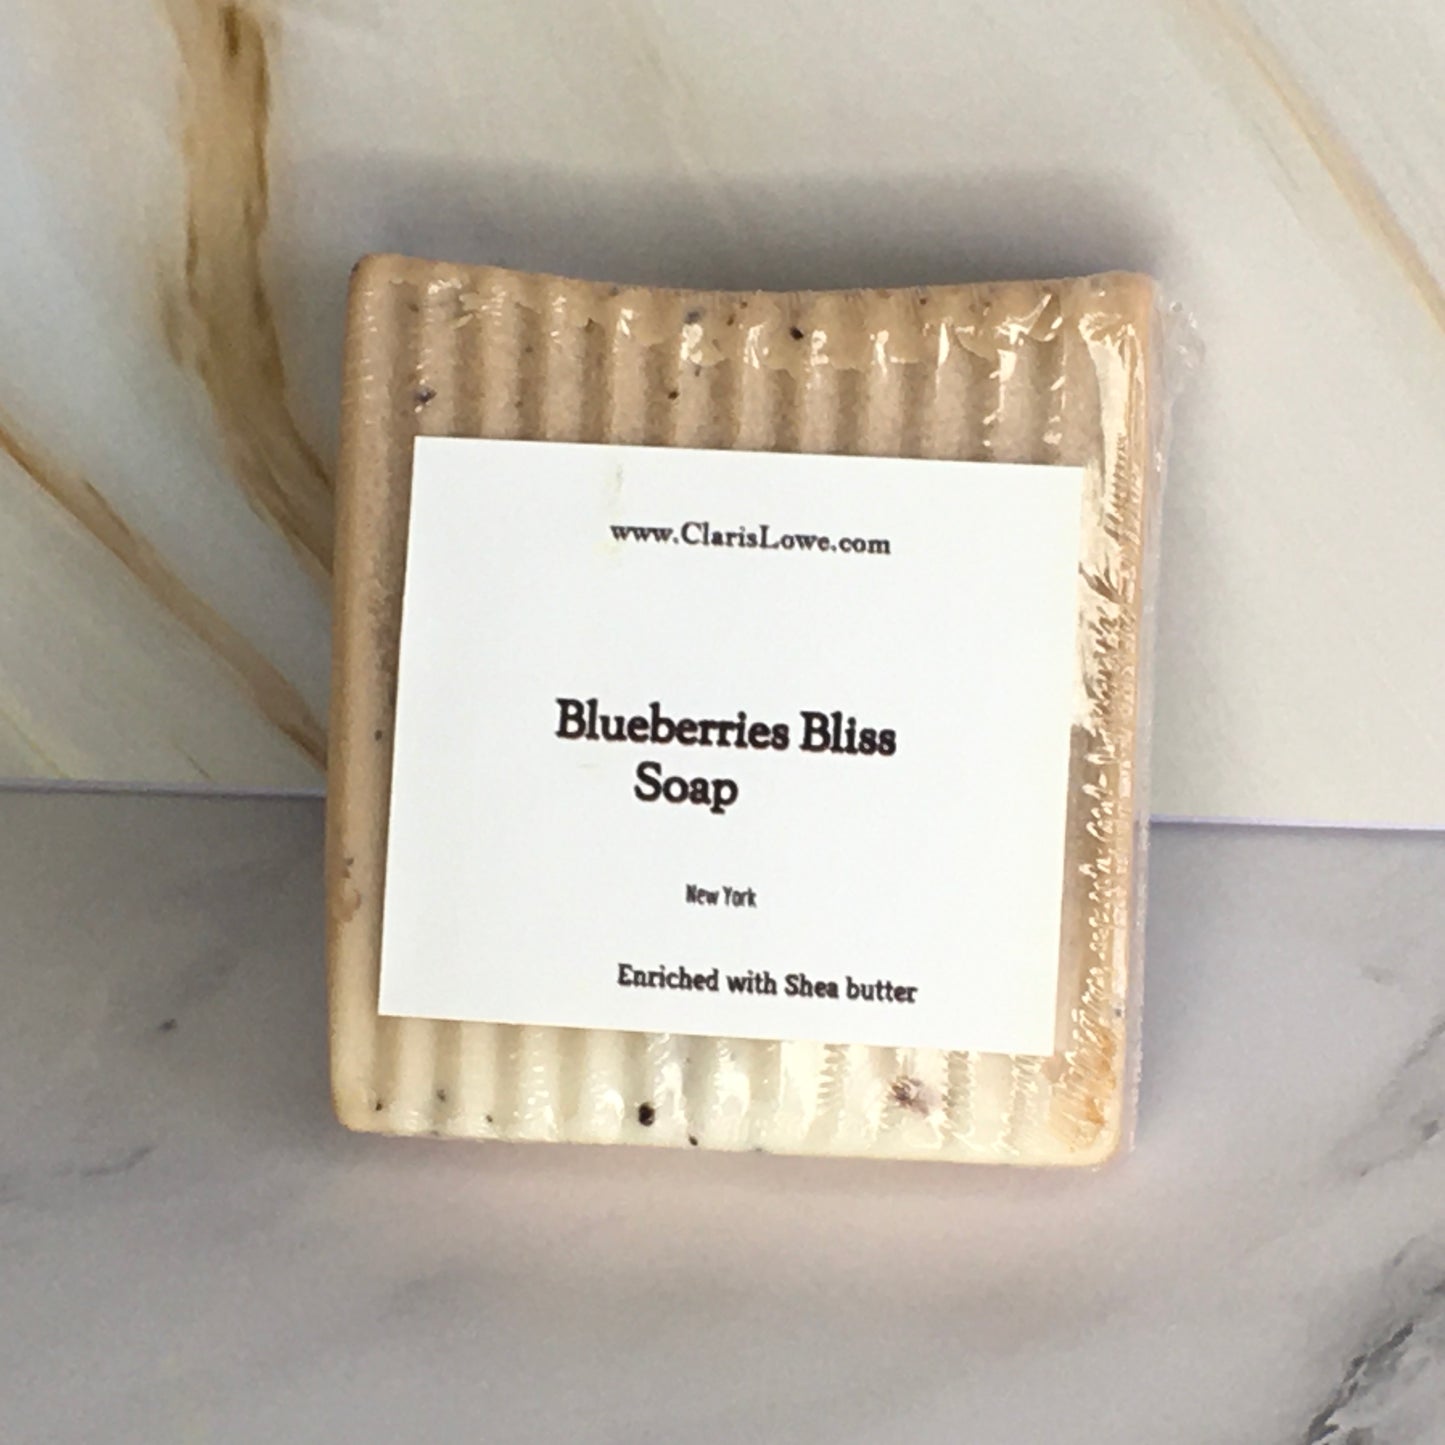 www.ClarisLowe.com
Blueberries Bliss
Soap
New York
Enriched with Shea butter